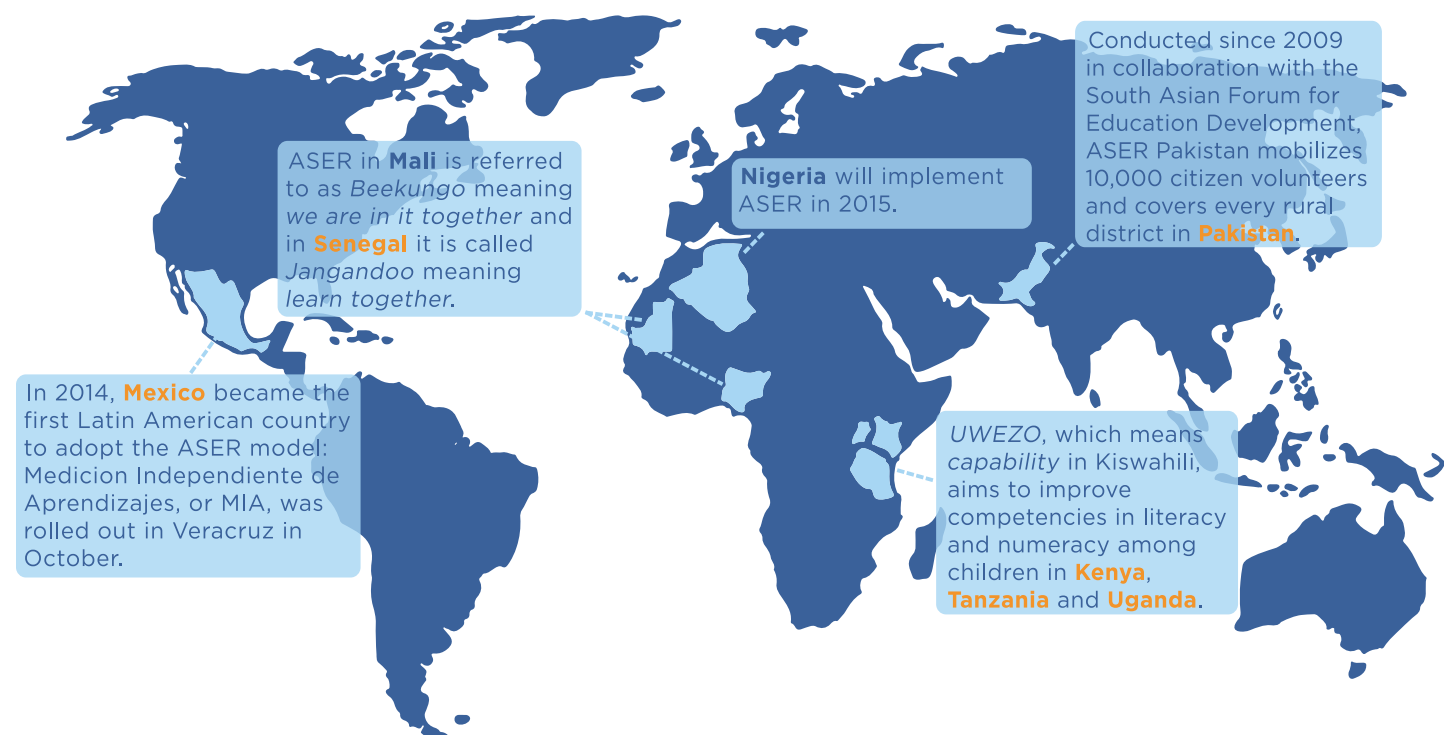 Conducted since 2009
in collaboration with the
South Asian Forum for
Education Development,
ASER Pakistan mobilizes
10,000 citizen volunteers
and covers every rural
district in Pakistan.
ASER in Mali is referred
to as Beekungo meaning
we are in it together and
in Senegal it is called
Jangandoo meaning
learn together.
Nigeria will implement
ASER in 2015.
In 2014, Mexico became the
first Latin American country
to adopt the ASER model:
Medicion Independiente de
Aprendizajes, or MIA, was
rolled out in Veracruz in
October.
UWEZO, which means
capability in Kiswahili,
aims to improve
competencies in literacy
and numeracy among
children in Kenya,
Tanzania and Uganda.